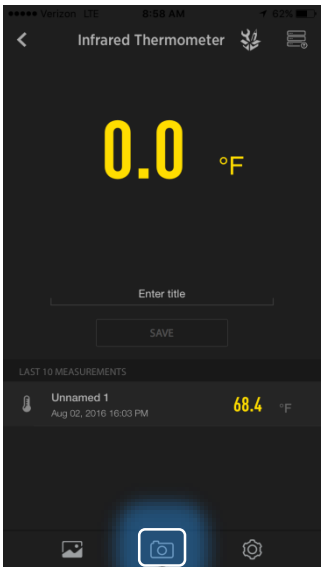 Verizon LTE 8:58 AM 62%
Infrared Thermometer
0.0 °F
Enter title
SAVE
LAST 10 MEASUREMENTS
Unnamed 1
68.4 °F
Aug 02, 2016 16:03 PM